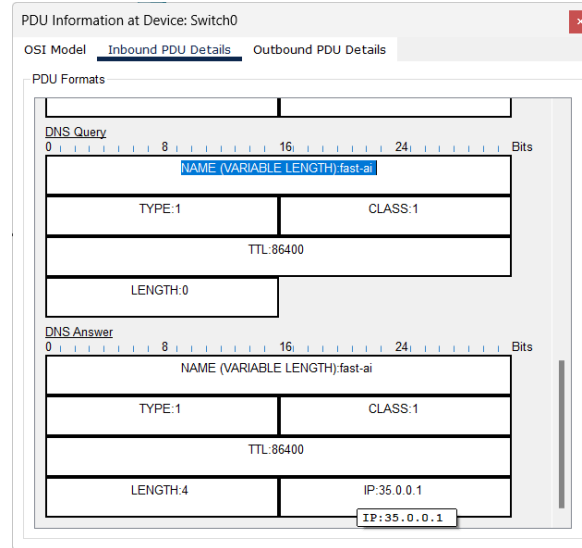 PDU Information at Device: Switch0
OSI Model Inbound PDU Details Outbound PDU Details
PDU Formats
DNS Query
0 8 16 24 Bits
NAME (VARIABLE LENGTH):fast-ai
TYPE:1 CLASS:1
TTL:86400
LENGTH:0
DNS Answer
0 8 16 24 Bits
NAME (VARIABLE LENGTH):fast-ai
TYPE:1 CLASS:1
TTL:86400
LENGTH:4 IP:35.0.0.1
IP:35.0.0.1